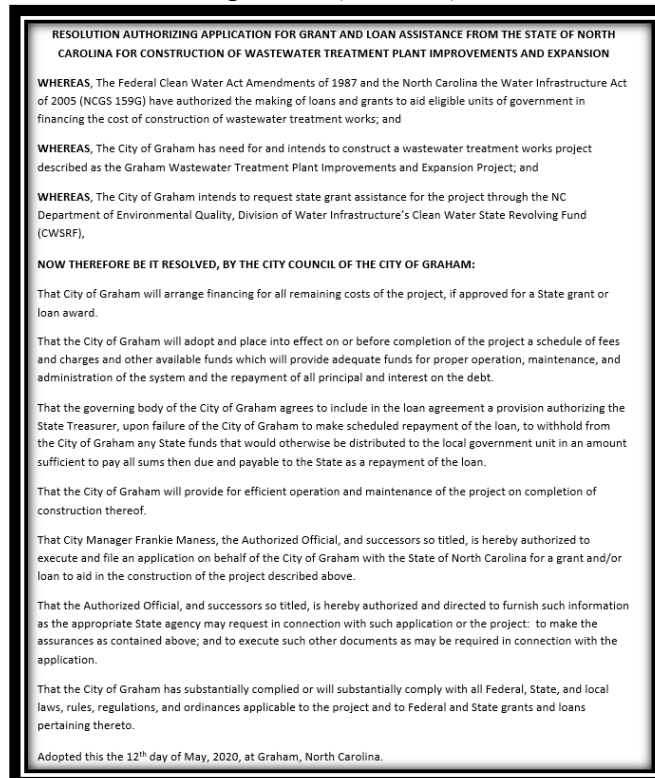 RESOLUTION AUTHORIZING APPLICATION FOR GRANT AND LOAN ASSISTANCE FROM THE STATE OF NORTH
CAROLINA FOR CONSTRUCTION OF WASTEWATER TREATMENT PLANT IMPROVEMENTS AND EXPANSION
WHEREAS, The Federal Clean Water Act Amendments of 1987 and the North Carolina the Water Infrastructure Act
of 2005 (NCGS 159G) have authorized the making of loans and grants to aid eligible units of government in
financing the cost of construction of wastewater treatment works; and
WHEREAS, The City of Graham has need for and intends to construct a wastewater treatment works project
described as the Graham Wastewater Treatment Plant Improvements and Expansion Project; and
WHEREAS, The City of Graham intends to request state grant assistance for the project through the NC
Department of Environmental Quality, Division of Water Infrastructure's Clean Water State Revolving Fund
(CWSRF),
NOW THEREFORE BE IT RESOLVED, BY THE CITY COUNCIL OF THE CITY OF GRAHAM:
That City of Graham will arrange financing for all remaining costs of the project, if approved for a State grant or
loan award.
That the City of Graham will adopt and place into effect on or before completion of the project a schedule of fees
and charges and other available funds which will provide adequate funds for proper operation, maintenance, and
administration of the system and the repayment of all principal and interest on the debt.
That the governing body of the City of Graham agrees to include in the loan agreement a provision authorizing the
State Treasurer, upon failure of the City of Graham to make scheduled repayment of the loan, to withhold from
the City of Graham any State funds that would otherwise be distributed to the local government unit in an amount
sufficient to pay all sums then due and payable to the State as a repayment of the loan.
That the City of Graham will provide for efficient operation and maintenance of the project on completion of
construction thereof.
That City Manager Frankie Maness, the Authorized Official, and successors so titled, is hereby authorized to
execute and file an application on behalf of the City of Graham with the State of North Carolina for a grant and/or
loan to aid in the construction of the project described above.
That the Authorized Official, and successors so titled, is hereby authorized and directed to furnish such information
as the appropriate State agency may request in connection with such application or the project: to make the
assurances as contained above; and to execute such other documents as may be required in connection with the
application.
That the City of Graham has substantially complied or will substantially comply with all Federal, State, and local
laws, rules, regulations, and ordinances applicable to the project and to Federal and State grants and loans
pertaining thereto.
Adopted this the 12th day of May, 2020, at Graham, North Carolina.